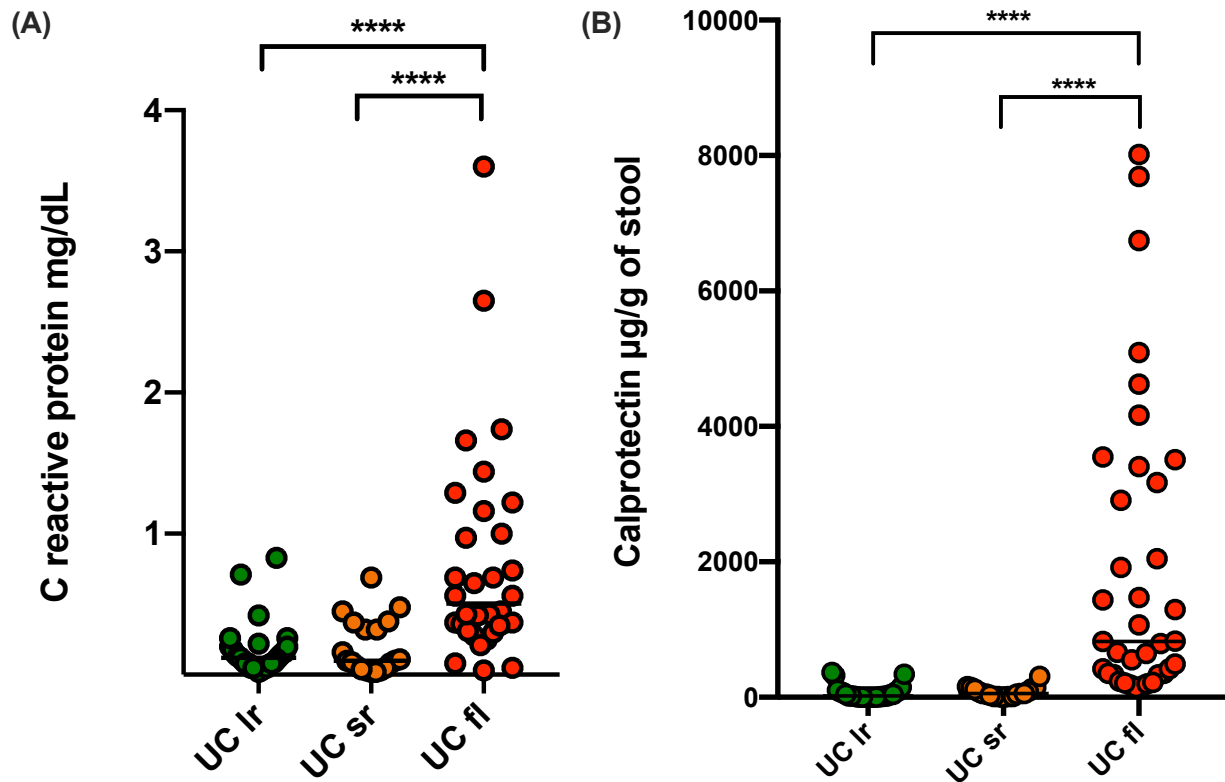 (A)
C reactive protein mg/dL
4
3
2
1
****
****
UC lr
UC sr
UC fl
(B)
Calprotectin µg/g of stool
10000
8000
6000
4000
2000
0
****
****
UC lr
UC sr
UC fl